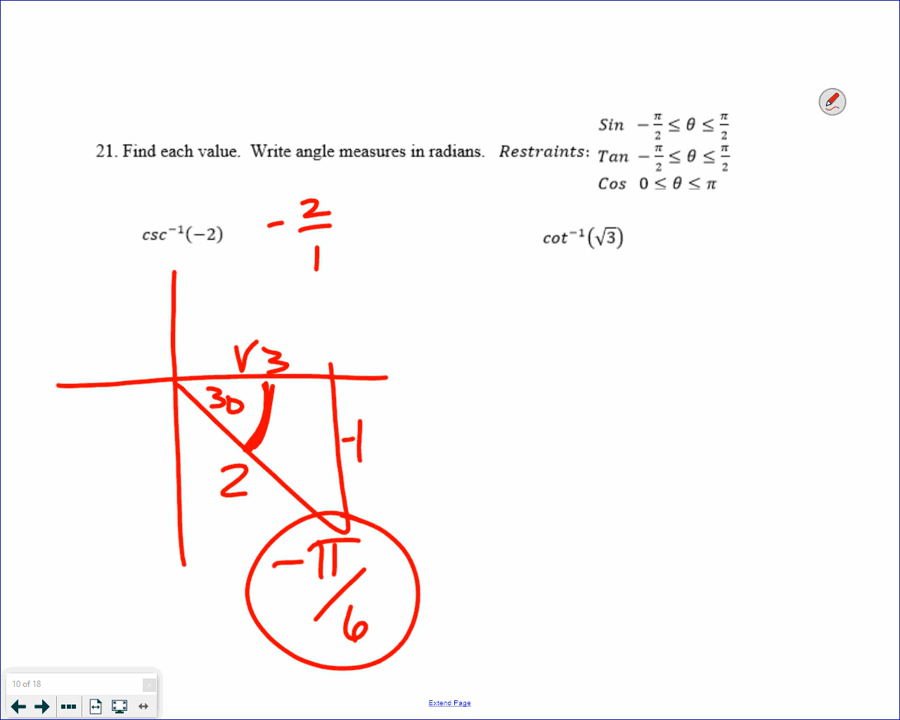 Sin −π/2 ≤ θ ≤ π/2
21. Find each value. Write angle measures in radians. Restraints: Tan −π/2 ≤ θ ≤ π/2
Cos 0 ≤ θ ≤ π
csc⁻¹(−2)
- 2/1
cot⁻¹(√3)
√3
30
-1
2
-π/6
10 of 18
Extend Page